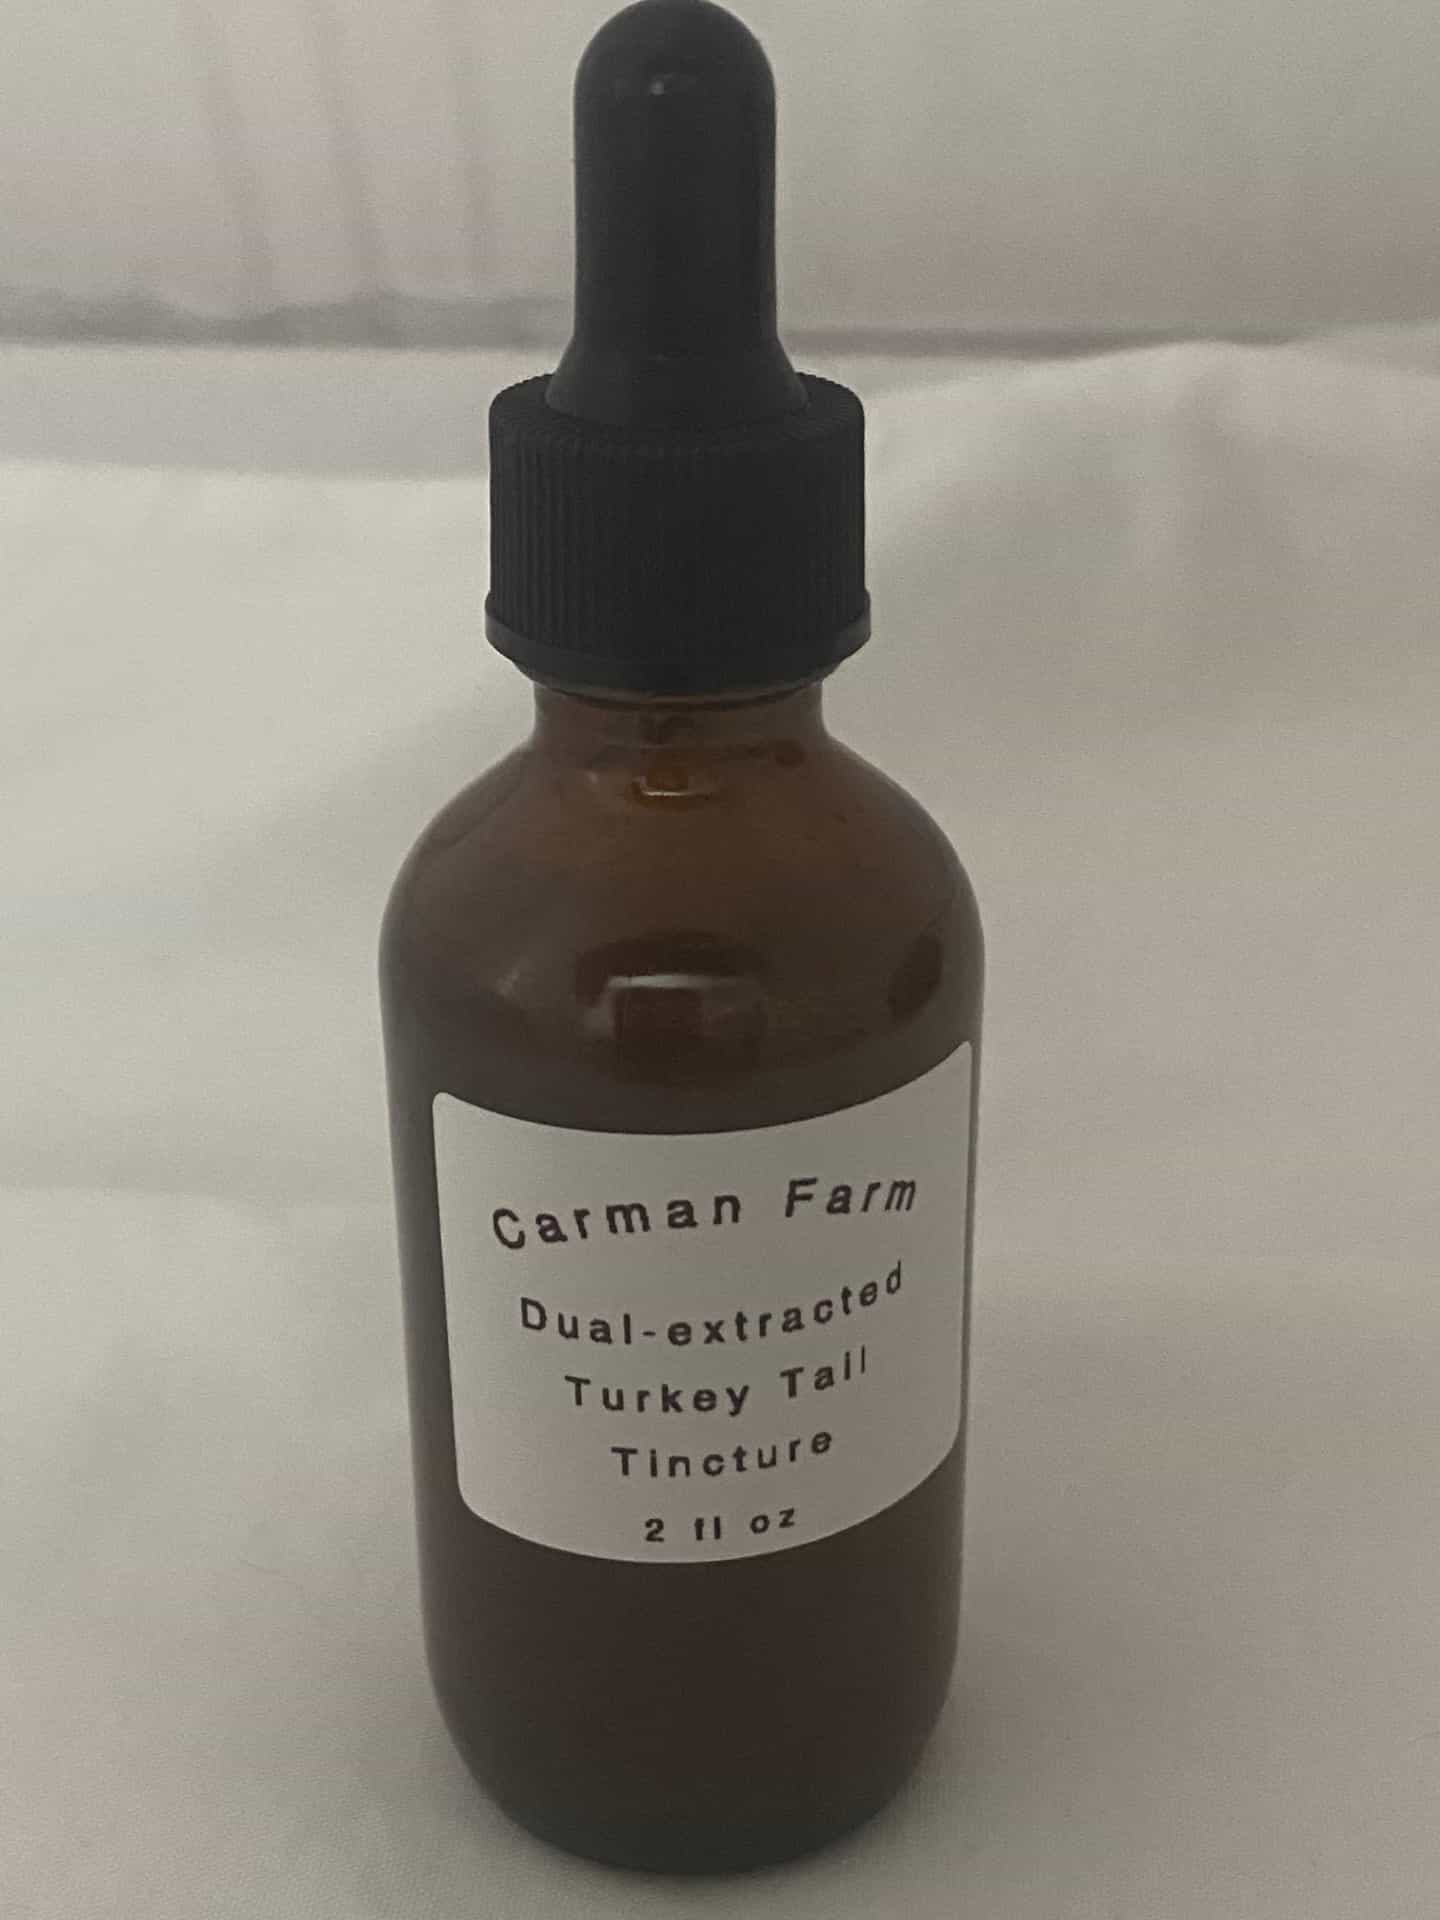 Carman Farm
Dual-extracted
Turkey Tail
Tincture
2 fl oz